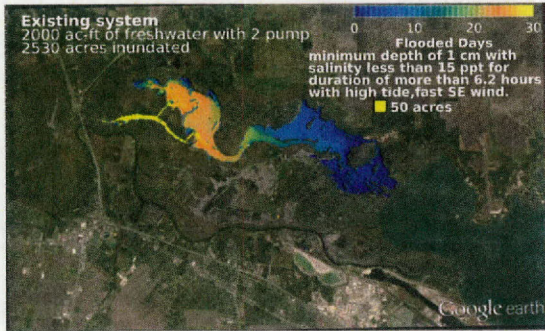 Existing system
2000 ac-ft of freshwater with 2 pump
2530 acres inundated
0 10 20 30
Flooded Days
minimum depth of 1 cm with
salinity less than 15 ppt for
duration of more than 6.2 hours
with high tide,fast SE wind.
50 acres
Google earth